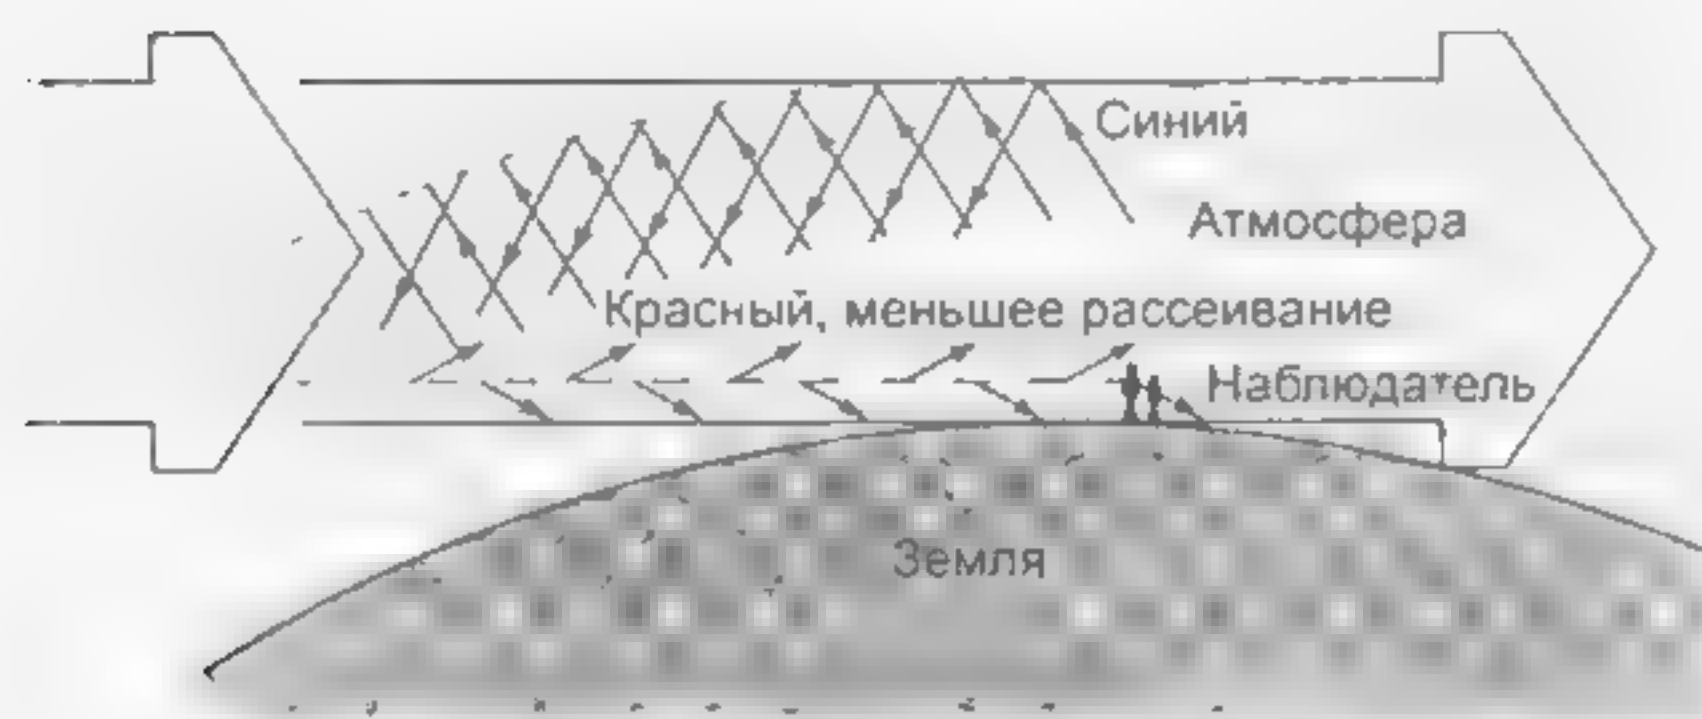 Синий
Атмосфера
Красный, меньшее рассеивание
Наблюдатель
Земля